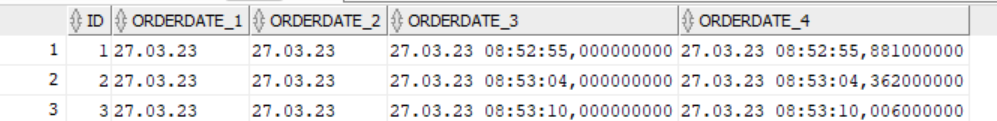 ID ORDERDATE_1 ORDERDATE_2 ORDERDATE_3 ORDERDATE_4
1 1 27.03.23 27.03.23 27.03.23 08:52:55,000000000 27.03.23 08:52:55,881000000
2 2 27.03.23 27.03.23 27.03.23 08:53:04,000000000 27.03.23 08:53:04,362000000
3 3 27.03.23 27.03.23 27.03.23 08:53:10,000000000 27.03.23 08:53:10,006000000